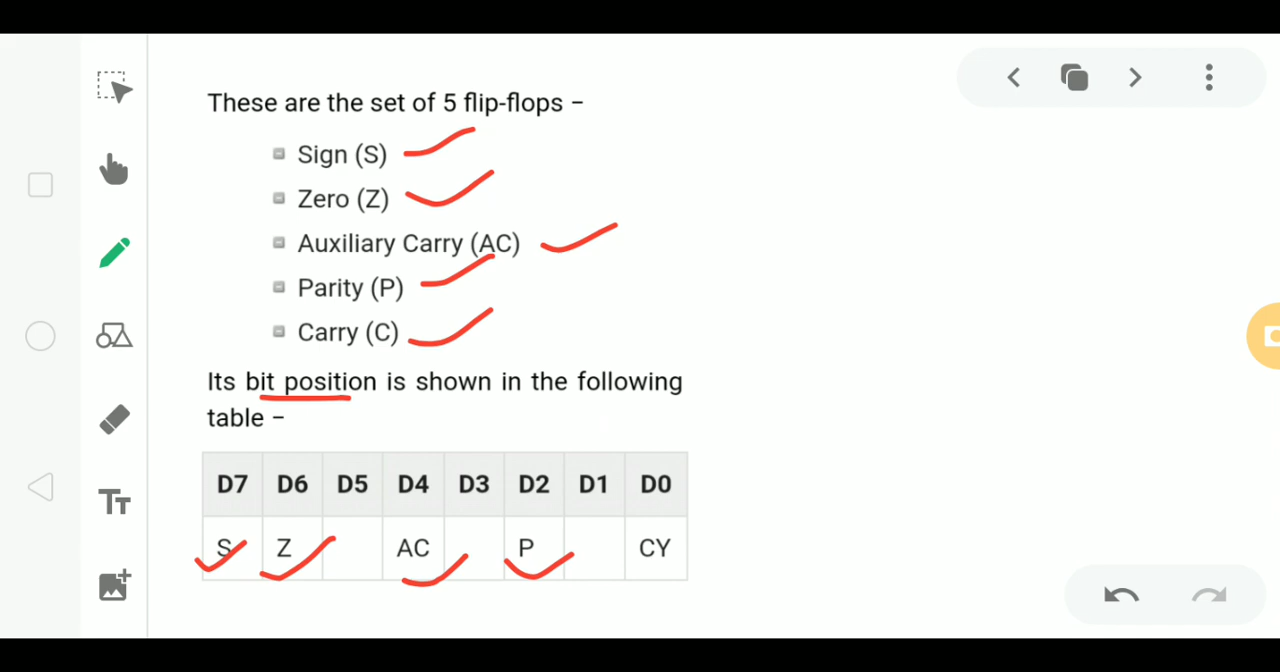 These are the set of 5 flip-flops −
Sign (S)
Zero (Z)
Auxiliary Carry (AC)
Parity (P)
Carry (C)
Its bit position is shown in the following
table −
D7 D6 D5 D4 D3 D2 D1 D0
S Z AC P CY
TT